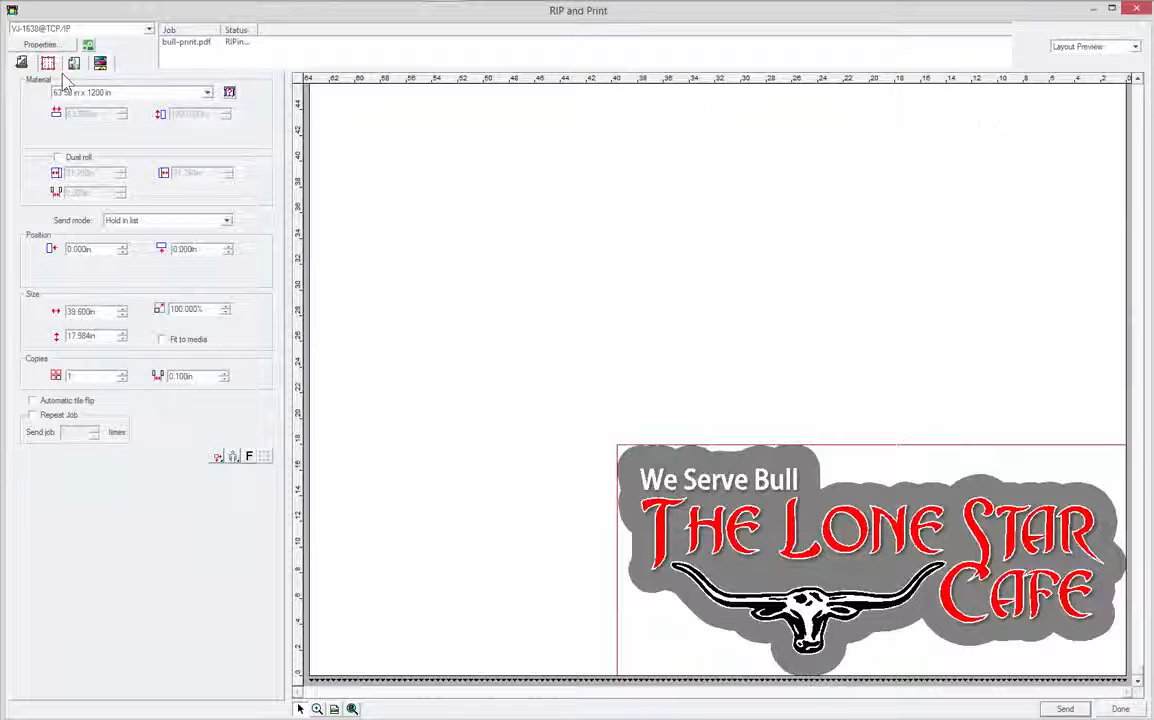 RIP and Print
VJ-1638@TCP/IP
Properties...
Job
Status
bull-print.pdf
RIPin...
Layout Preview
Material
in x 1200 in
Dual roll
Send mode:
Hold in list
Position
0.000in
0.000in
Size
39.600in
100.000%
17.984in
Fit to media
Copies
1
0.100in
Automatic tile flip
Repeat Job
Send job:
times
F
We Serve Bull
The Lone Star
Cafe
Send
Done